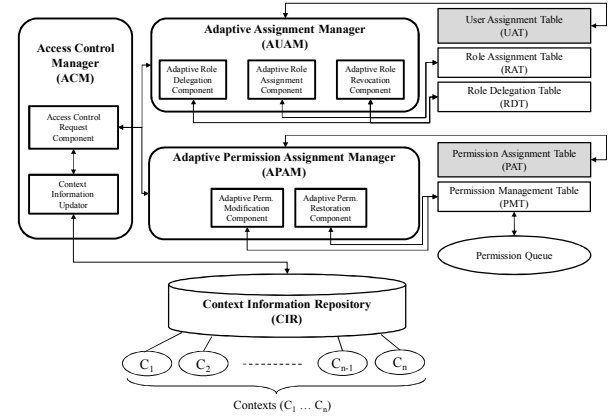 Access Control
Manager
(ACM)
Access Control
Request
Component
Context
Information
Updator
Adaptive Assignment Manager
(AUAM)
Adaptive Role
Delegation
Component
Adaptive Role
Assignment
Component
Adaptive Role
Revocation
Component
User Assignment Table
(UAT)
Role Assignment Table
(RAT)
Role Delegation Table
(RDT)
Adaptive Permission Assignment Manager
(APAM)
Adaptive Perm.
Modification
Component
Adaptive Perm.
Restoration
Component
Permission Assignment Table
(PAT)
Permission Management Table
(PMT)
Permission Queue
Context Information Repository
(CIR)
C1
C2
Cn-1
Cn
Contexts (C1 … Cn)